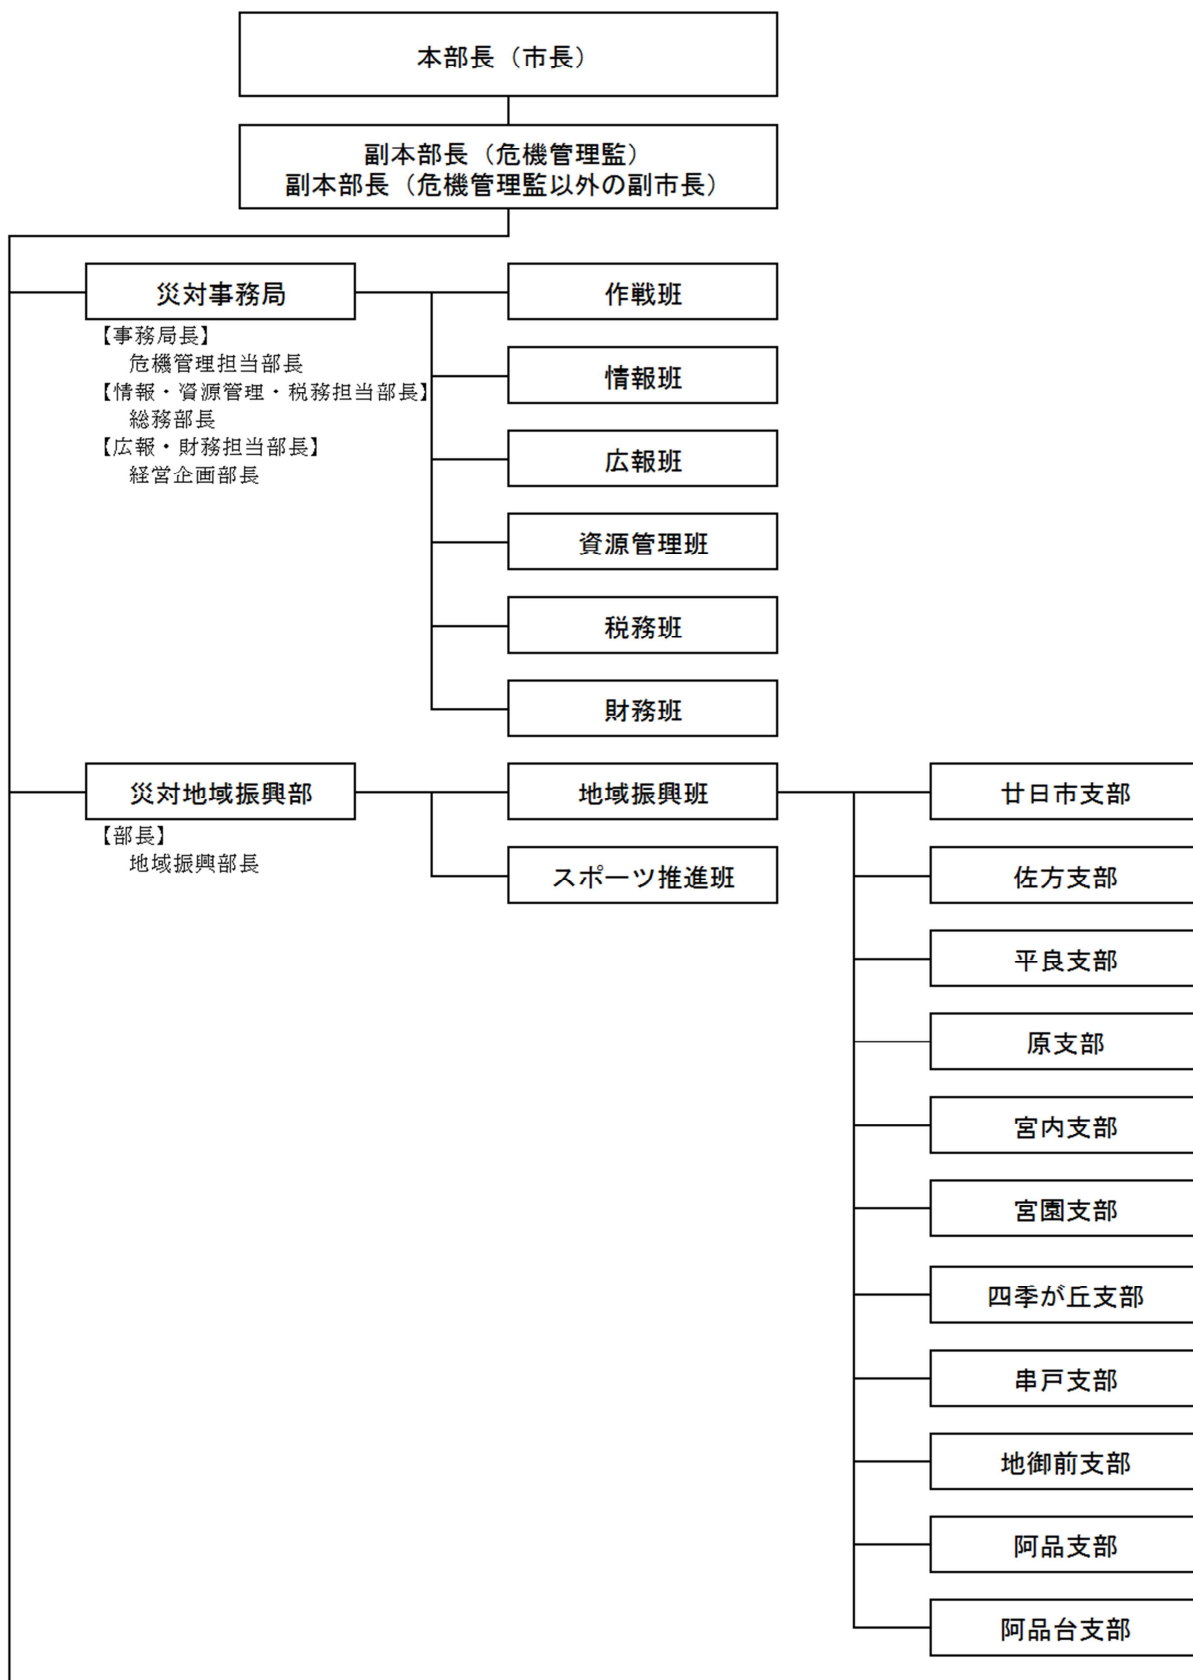 本部長（市長）
副本部長（危機管理監）
副本部長（危機管理監以外の副市長）
災対事務局
【事務局長】
危機管理担当部長
【情報・資源管理・税務担当部長】
総務部長
【広報・財務担当部長】
経営企画部長
作戦班
情報班
広報班
資源管理班
税務班
財務班
災対地域振興部
【部長】
地域振興部長
地域振興班
スポーツ推進班
廿日市支部
佐方支部
平良支部
原支部
宮内支部
宮園支部
四季が丘支部
串戸支部
地御前支部
阿品支部
阿品台支部